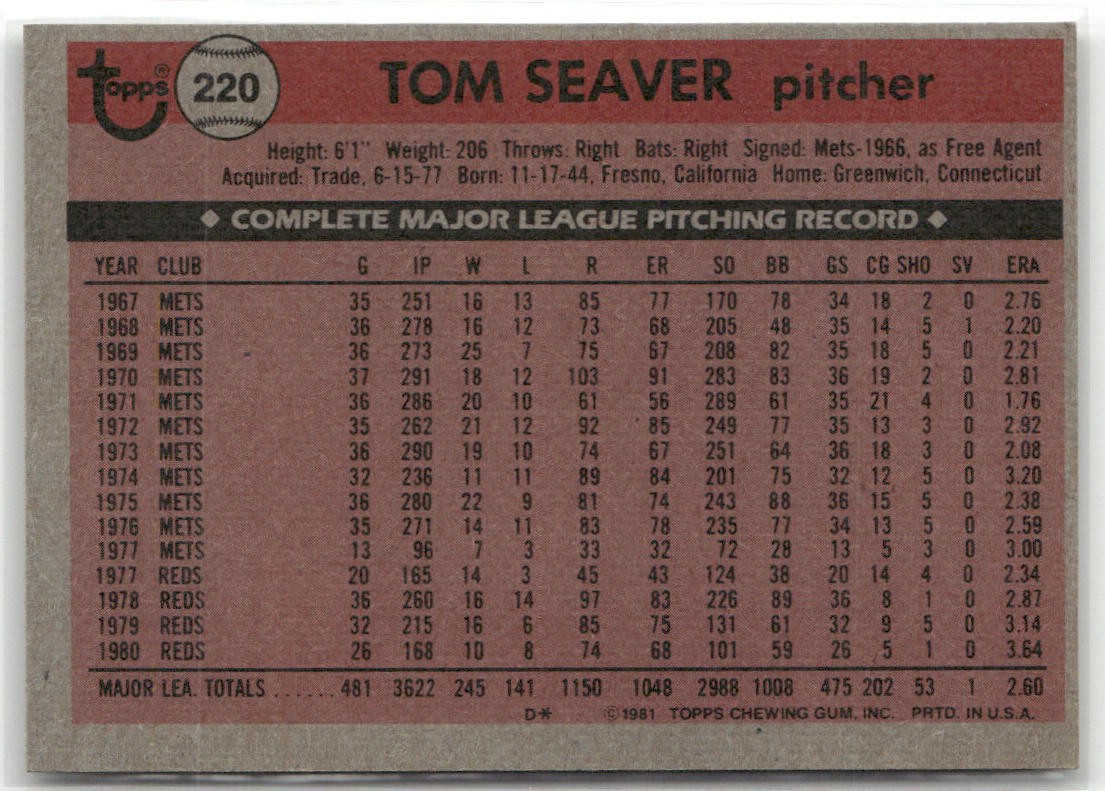 topps® 220 TOM SEAVER pitcher
Height: 6'1" Weight: 206 Throws: Right Bats: Right Signed: Mets-1966, as Free Agent
Acquired: Trade, 6-15-77 Born: 11-17-44, Fresno, California Home: Greenwich, Connecticut
◆ COMPLETE MAJOR LEAGUE PITCHING RECORD ◆
YEAR CLUB G IP W L R ER SO BB GS CG SHO SV ERA
1967 METS 35 251 16 13 85 77 170 78 34 18 2 0 2.76
1968 METS 36 278 16 12 73 68 205 48 35 14 5 1 2.20
1969 METS 36 273 25 7 75 67 208 82 35 18 5 0 2.21
1970 METS 37 291 18 12 103 91 283 83 36 19 2 0 2.81
1971 METS 36 286 20 10 61 56 289 61 35 21 4 0 1.76
1972 METS 35 262 21 12 92 85 249 77 35 13 3 0 2.92
1973 METS 36 290 19 10 74 67 251 64 36 18 3 0 2.08
1974 METS 32 236 11 11 89 84 201 75 32 12 5 0 3.20
1975 METS 36 280 22 9 81 74 243 88 36 15 5 0 2.38
1976 METS 35 271 14 11 83 78 235 77 34 13 5 0 2.59
1977 METS 13 96 7 3 33 32 72 28 13 5 3 0 3.00
1977 REDS 20 165 14 3 45 43 124 38 20 14 4 0 2.34
1978 REDS 36 260 16 14 97 83 226 89 36 8 1 0 2.87
1979 REDS 32 215 16 6 85 75 131 61 32 9 5 0 3.14
1980 REDS 26 168 10 8 74 68 101 59 26 5 1 0 3.64
MAJOR LEA. TOTALS ...... 481 3622 245 141 1150 1048 2988 1008 475 202 53 1 2.60
D* ©1981 TOPPS CHEWING GUM, INC. PRTD. IN U.S.A.